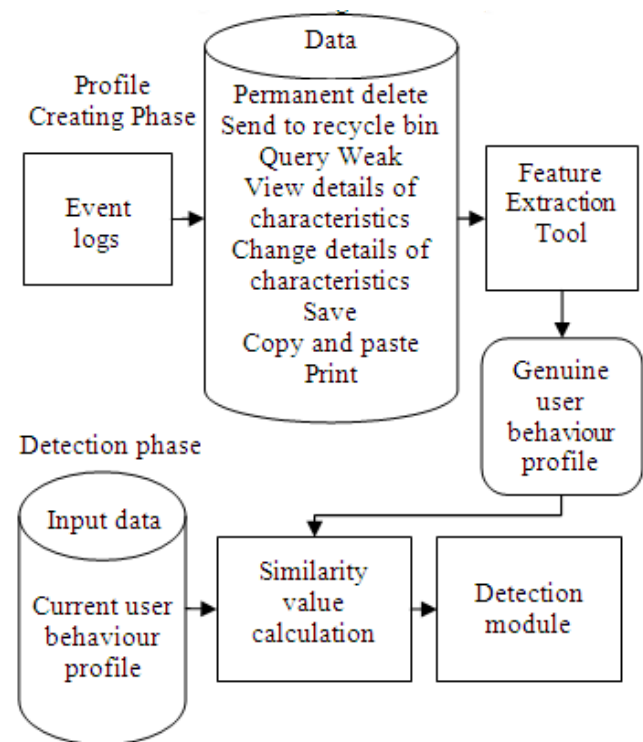 Data
Profile
Creating Phase
Event
logs
Permanent delete
Send to recycle bin
Query Weak
View details of
characteristics
Change details of
characteristics
Save
Copy and paste
Print
Feature
Extraction
Tool
Genuine
user
behaviour
profile
Detection phase
Input data
Current user
behaviour
profile
Similarity
value
calculation
Detection
module